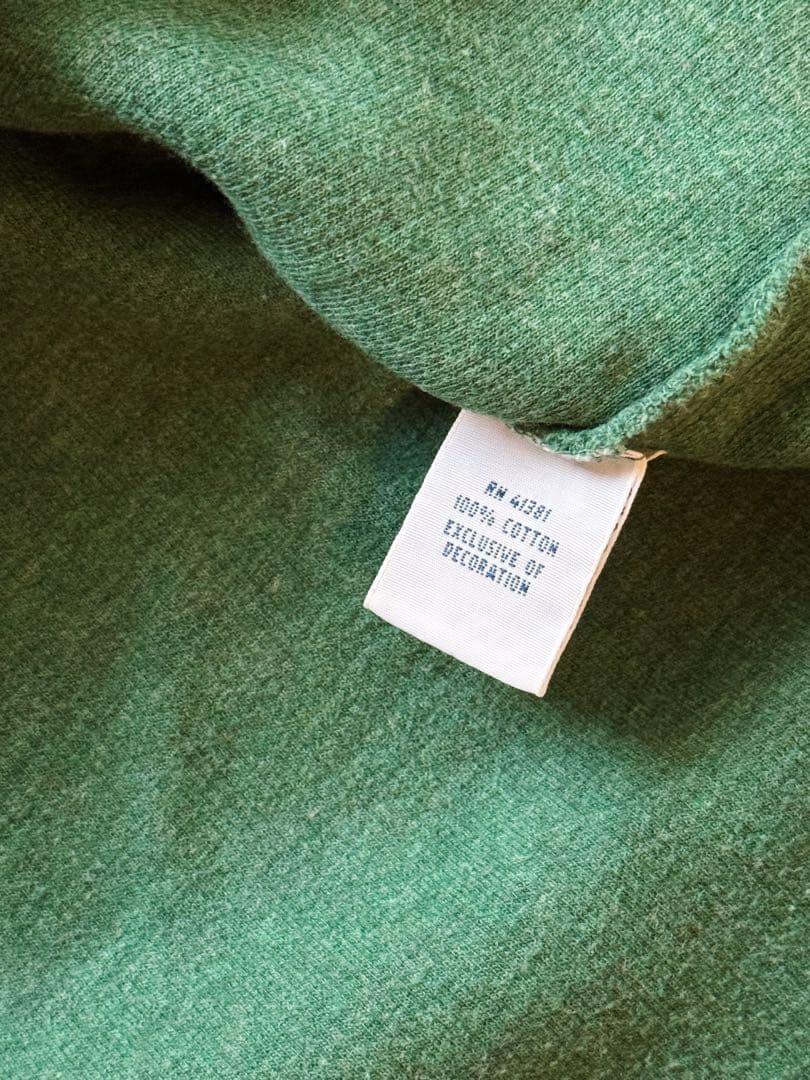 RN 41381
100% COTTON
EXCLUSIVE OF
DECORATION